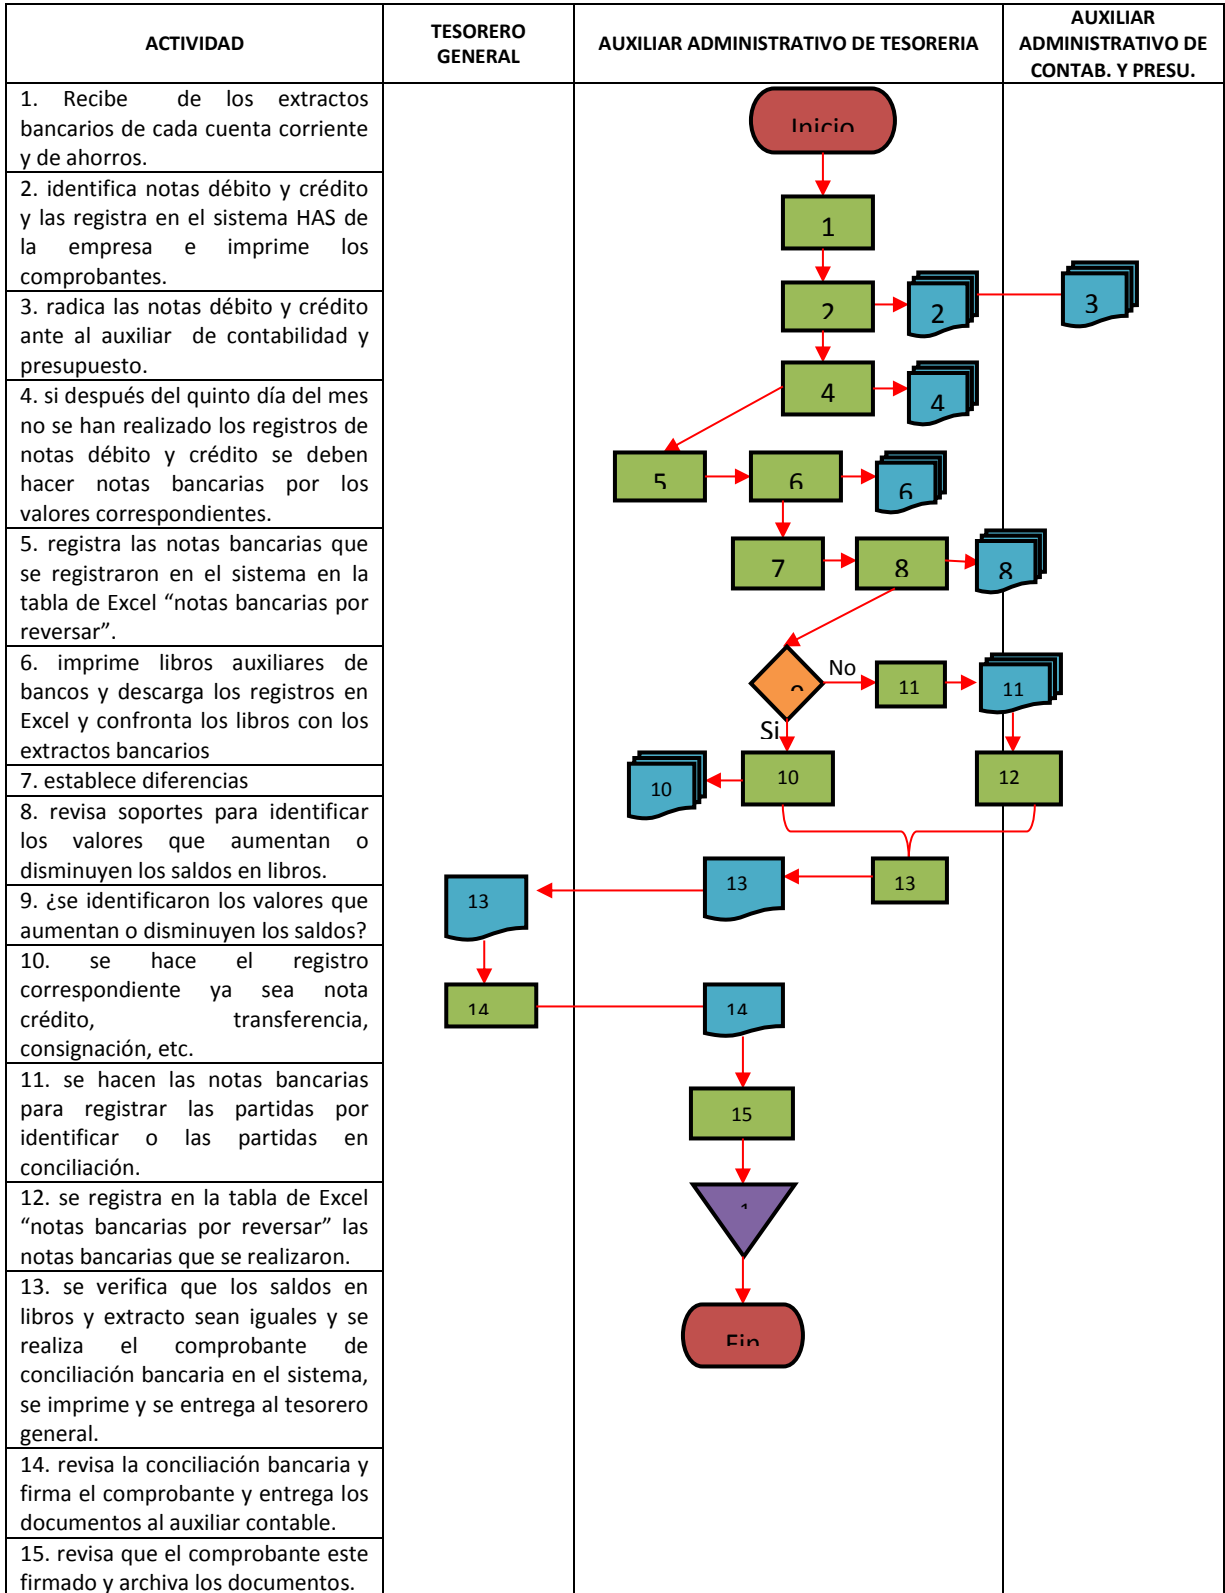 ACTIVIDAD
TESORERO
GENERAL
AUXILIAR ADMINISTRATIVO DE TESORERIA
AUXILIAR
ADMINISTRATIVO DE
CONTAB. Y PRESU.
1. Recibe de los extractos
bancarios de cada cuenta corriente
y de ahorros.
2. identifica notas débito y crédito
y las registra en el sistema HAS de
la empresa e imprime los
comprobantes.
3. radica las notas débito y crédito
ante al auxiliar de contabilidad y
presupuesto.
4. si después del quinto día del mes
no se han realizado los registros de
notas débito y crédito se deben
hacer notas bancarias por los
valores correspondientes.
5. registra las notas bancarias que
se registraron en el sistema en la
tabla de Excel “notas bancarias por
reversar”.
6. imprime libros auxiliares de
bancos y descarga los registros en
Excel y confronta los libros con los
extractos bancarios
7. establece diferencias
8. revisa soportes para identificar
los valores que aumentan o
disminuyen los saldos en libros.
9. ¿se identificaron los valores que
aumentan o disminuyen los saldos?
10. se hace el registro
correspondiente ya sea nota
crédito, transferencia,
consignación, etc.
11. se hacen las notas bancarias
para registrar las partidas por
identificar o las partidas en
conciliación.
12. se registra en la tabla de Excel
“notas bancarias por reversar” las
notas bancarias que se realizaron.
13. se verifica que los saldos en
libros y extracto sean iguales y se
realiza el comprobante de
conciliación bancaria en el sistema,
se imprime y se entrega al tesorero
general.
14. revisa la conciliación bancaria y
firma el comprobante y entrega los
documentos al auxiliar contable.
15. revisa que el comprobante este
firmado y archiva los documentos.
Inicio
1
2
2
3
4
4
5
6
6
7
8
8
9
No
11
11
Si
10
10
12
13
13
13
14
14
15
Fin